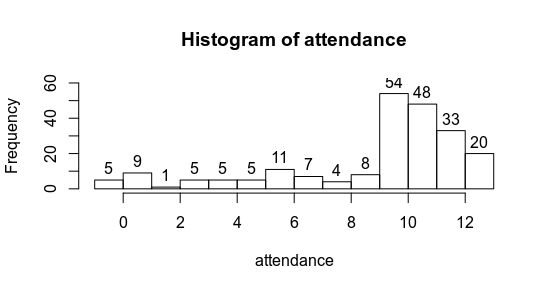 Histogram of attendance
Frequency
0 20 40 60
5 9 1 5 5 5 11 7 4 8 54 48 33 20
0 2 4 6 8 10 12
attendance